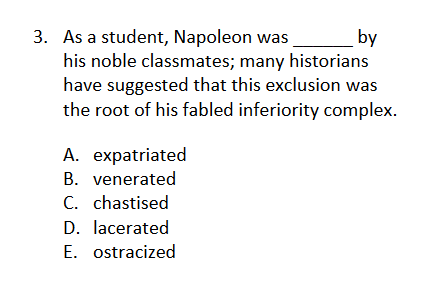 3. As a student, Napoleon was ______ by
his noble classmates; many historians
have suggested that this exclusion was
the root of his fabled inferiority complex.
A. expatriated
B. venerated
C. chastised
D. lacerated
E. ostracized